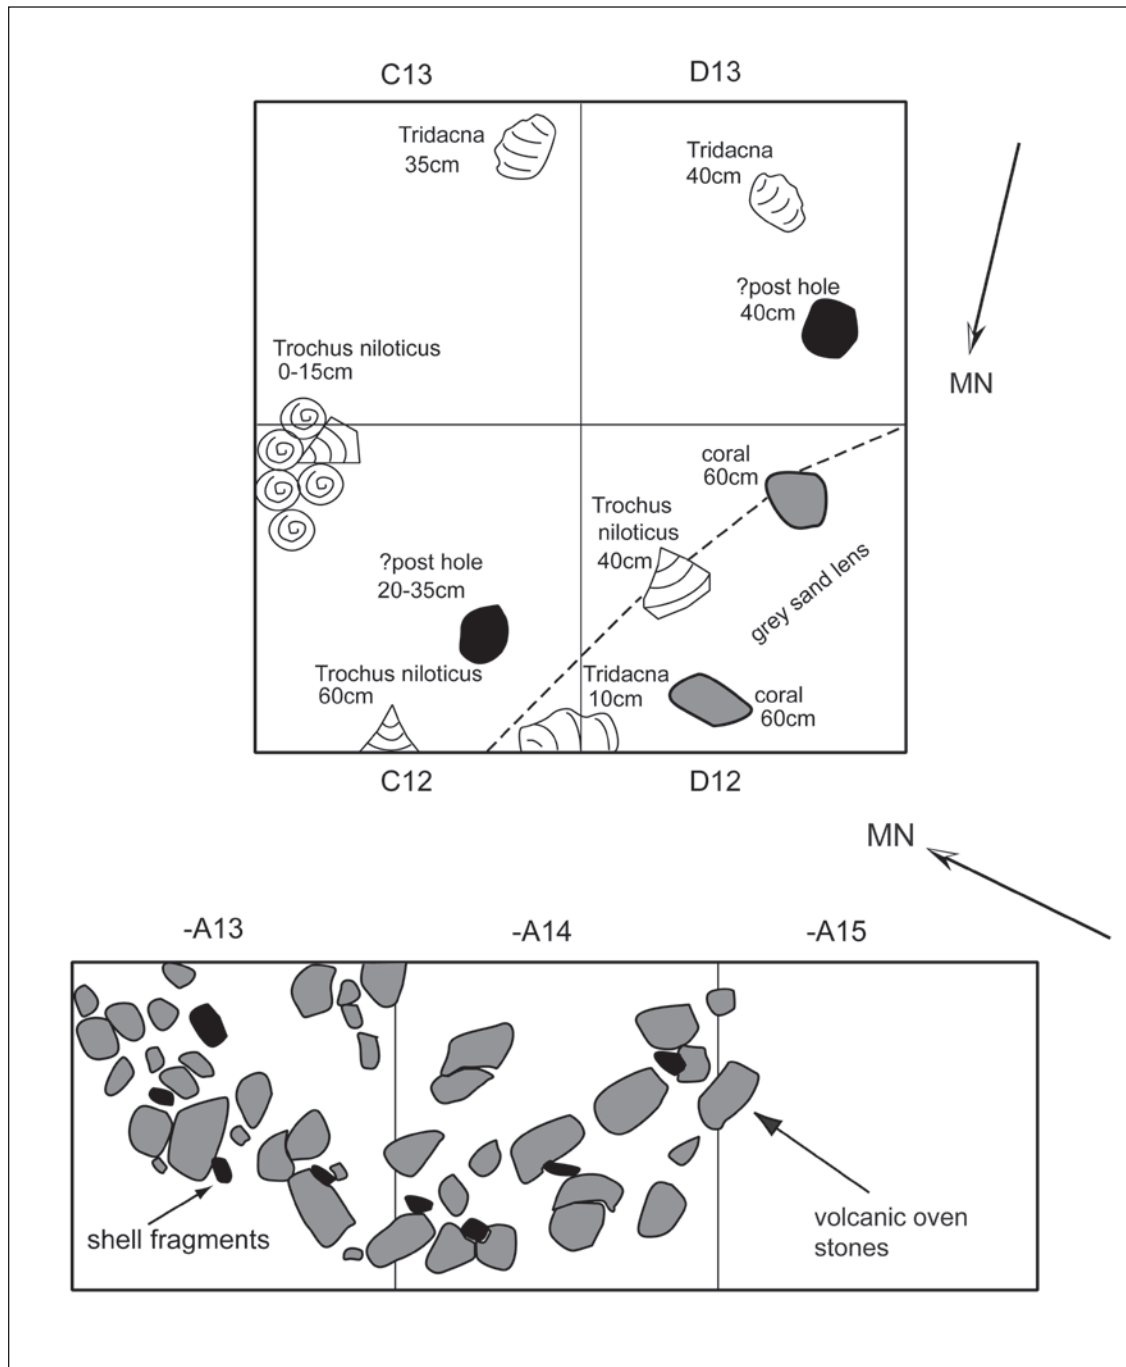 C13
D13
Tridacna
35cm
Tridacna
40cm
?post hole
40cm
MN
Trochus niloticus
0-15cm
coral
60cm
Trochus
niloticus
40cm
grey sand lens
?post hole
20-35cm
Trochus niloticus
60cm
Tridacna
10cm
coral
60cm
C12
D12
MN
-A13
-A14
-A15
shell fragments
volcanic oven
stones